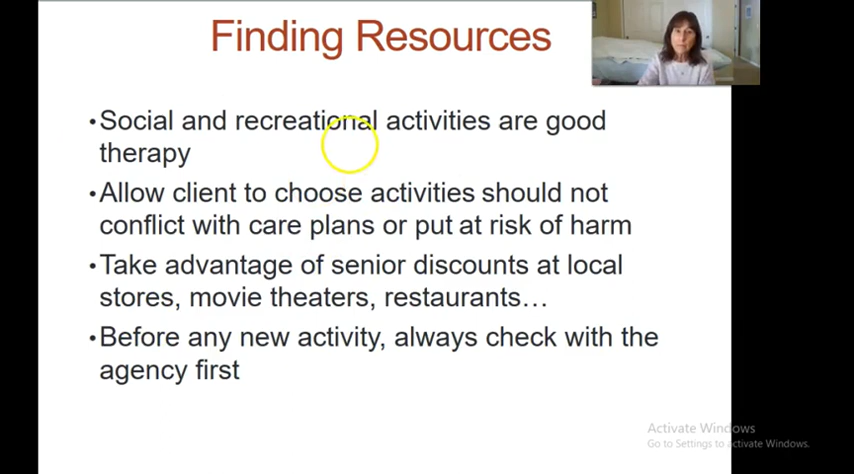 Finding Resources
•Social and recreational activities are good
therapy
•Allow client to choose activities should not
conflict with care plans or put at risk of harm
•Take advantage of senior discounts at local
stores, movie theaters, restaurants…
•Before any new activity, always check with the
agency first
Activate Windows
Go to Settings to activate Windows.